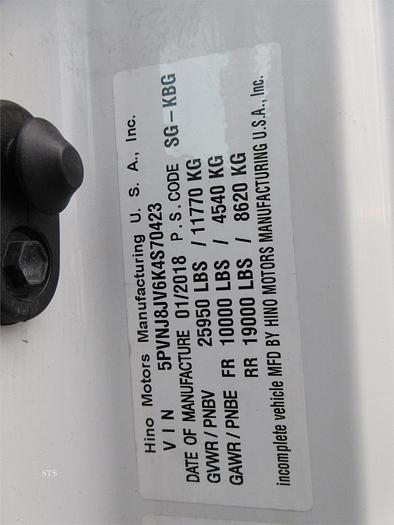 Hino Motors Manufacturing U. S. A., Inc.
VIN 5PVNJ8JV6K4S70423
DATE OF MANUFACTURE 01/2018 P.S.CODE SG-KBG
GVWR/PNBV 25950 LBS / 11770 KG
GAWR/PNBE FR 10000 LBS / 4540 KG
RR 19000 LBS / 8620 KG
incomplete vehicle MFD BY HINO MOTORS MANUFACTURING U.S.A., Inc.
STS